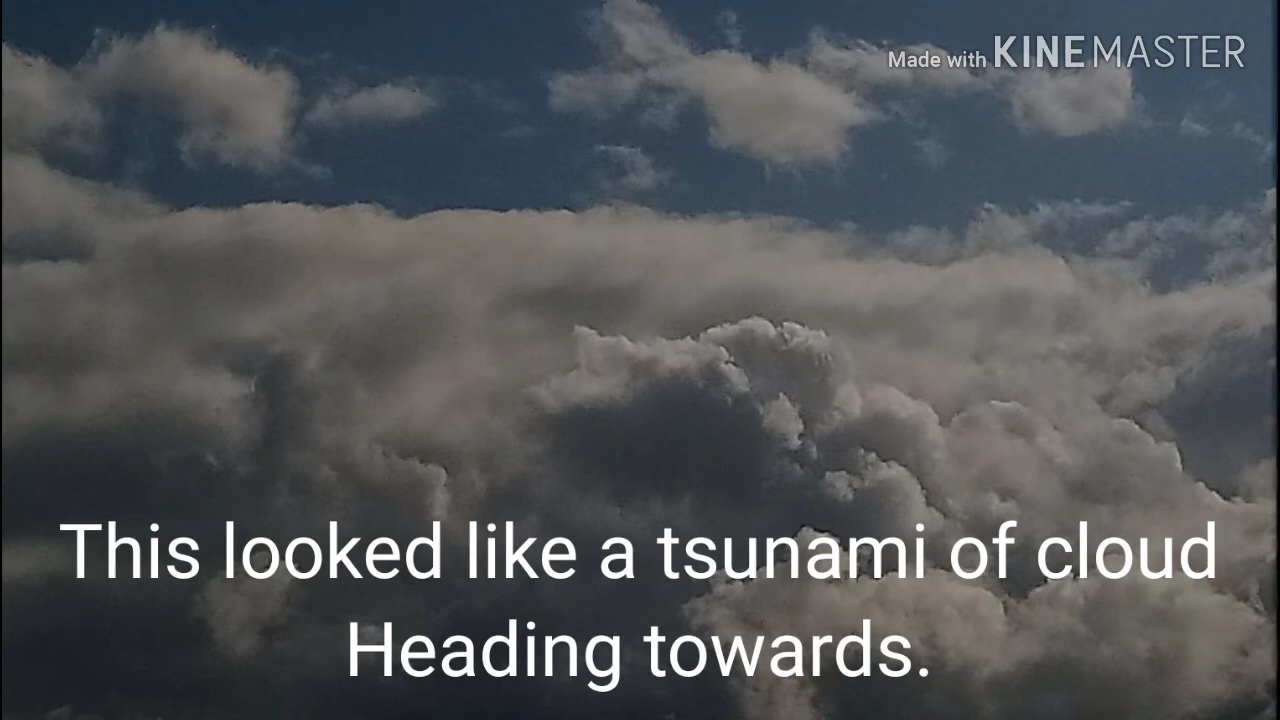 Made with KINEMASTER
This looked like a tsunami of cloud
Heading towards.